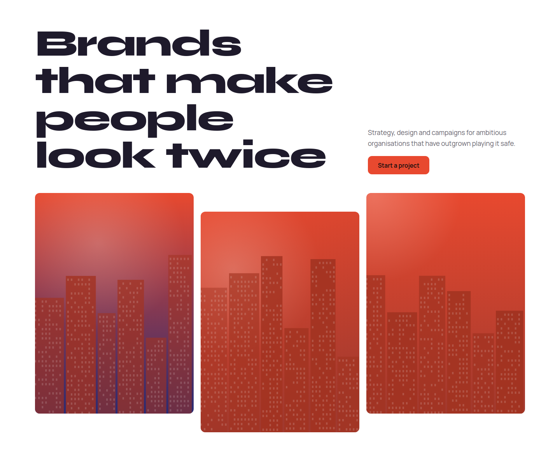 Brands
that make
people
look twice
Strategy, design and campaigns for ambitious
organisations that have outgrown playing it safe.
Start a project